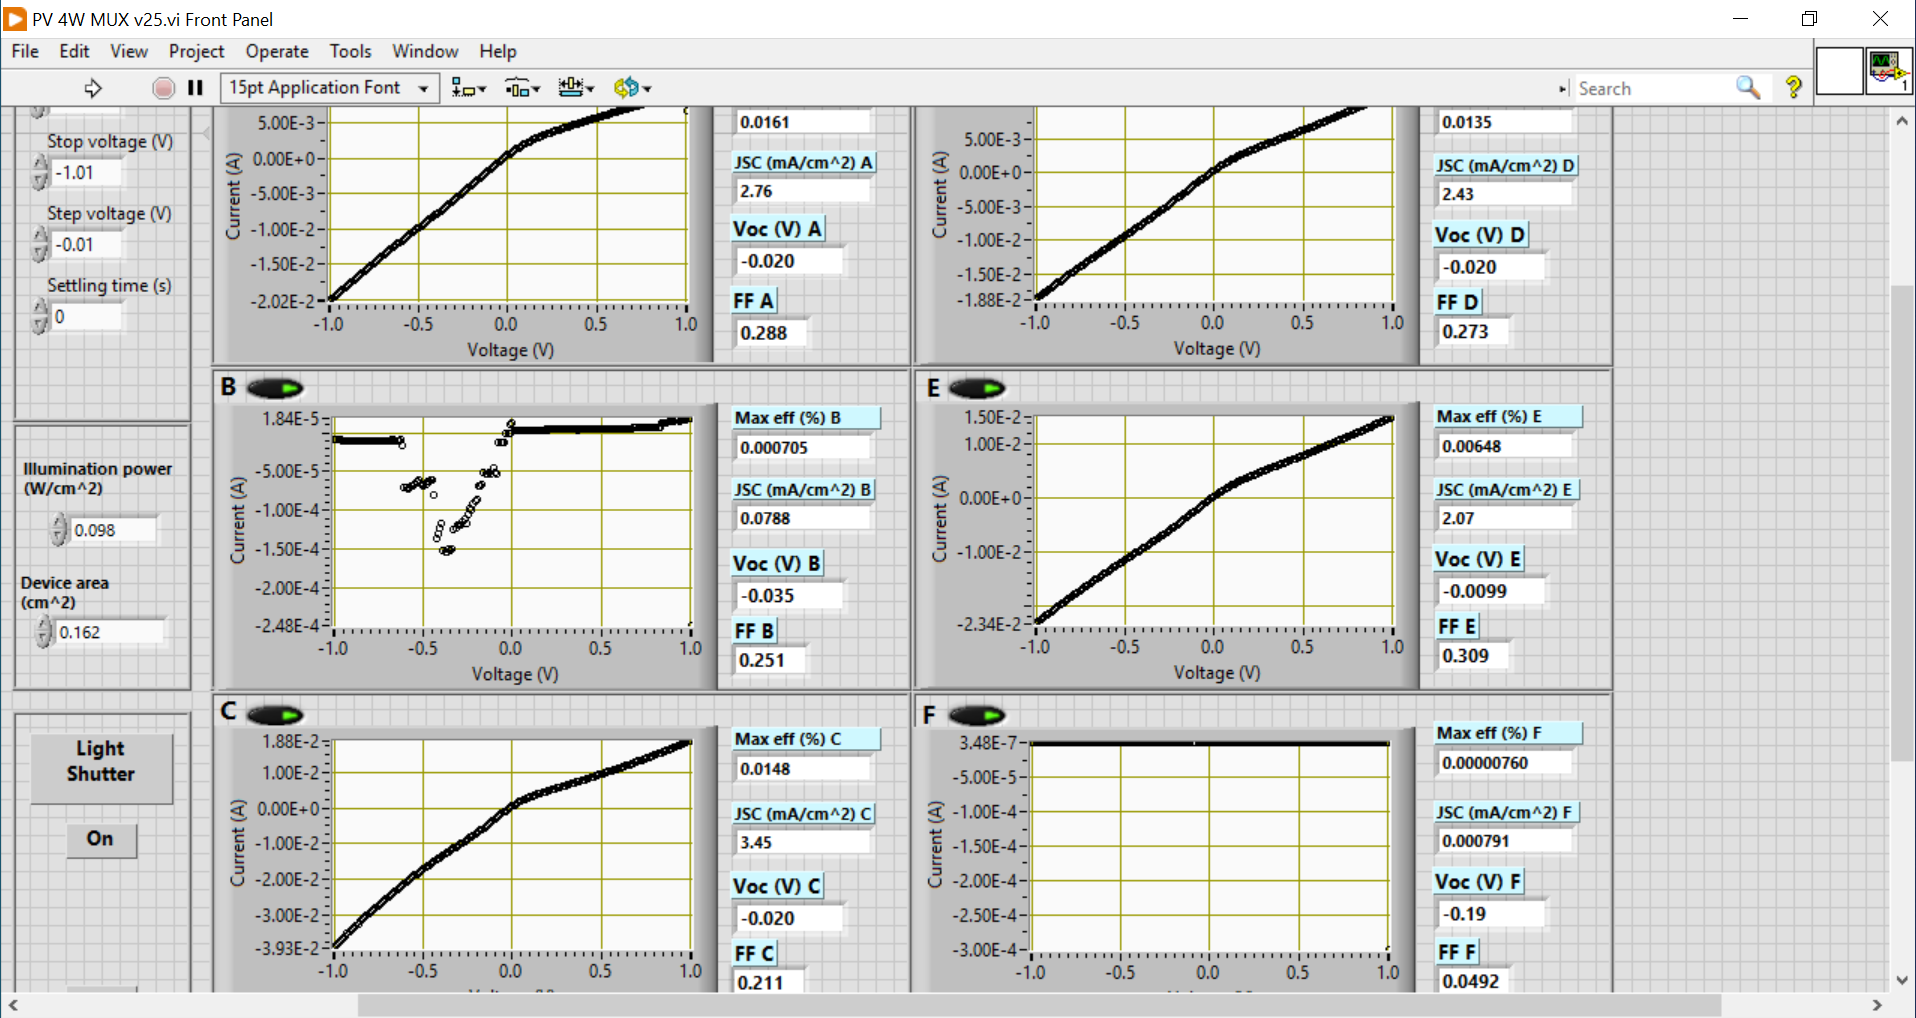 PV 4W MUX v25.vi Front Panel
File Edit View Project Operate Tools Window Help
15pt Application Font
Search
1
Stop voltage (V)
-1.01
Step voltage (V)
-0.01
Settling time (s)
0
Illumination power
(W/cm^2)
0.098
Device area
(cm^2)
0.162
Light
Shutter
On
Current (A)
5.00E-3
0.00E+0
-5.00E-3
-1.00E-2
-1.50E-2
-2.02E-2
-1.0 -0.5 0.0 0.5 1.0
Voltage (V)
0.0161
JSC (mA/cm^2) A
2.76
Voc (V) A
-0.020
FF A
0.288
Current (A)
5.00E-3
0.00E+0
-5.00E-3
-1.00E-2
-1.50E-2
-1.88E-2
-1.0 -0.5 0.0 0.5 1.0
Voltage (V)
0.0135
JSC (mA/cm^2) D
2.43
Voc (V) D
-0.020
FF D
0.273
B
Current (A)
1.84E-5
-5.00E-5
-1.00E-4
-1.50E-4
-2.00E-4
-2.48E-4
-1.0 -0.5 0.0 0.5 1.0
Voltage (V)
Max eff (%) B
0.000705
JSC (mA/cm^2) B
0.0788
Voc (V) B
-0.035
FF B
0.251
E
Current (A)
1.50E-2
1.00E-2
0.00E+0
-1.00E-2
-2.34E-2
-1.0 -0.5 0.0 0.5 1.0
Voltage (V)
Max eff (%) E
0.00648
JSC (mA/cm^2) E
2.07
Voc (V) E
-0.0099
FF E
0.309
C
Current (A)
1.88E-2
1.00E-2
0.00E+0
-1.00E-2
-2.00E-2
-3.00E-2
-3.93E-2
-1.0 -0.5 0.0 0.5 1.0
Max eff (%) C
0.0148
JSC (mA/cm^2) C
3.45
Voc (V) C
-0.020
FF C
0.211
F
Current (A)
3.48E-7
-5.00E-5
-1.00E-4
-1.50E-4
-2.00E-4
-2.50E-4
-3.00E-4
-1.0 -0.5 0.0 0.5 1.0
Max eff (%) F
0.00000760
JSC (mA/cm^2) F
0.000791
Voc (V) F
-0.19
FF F
0.0492